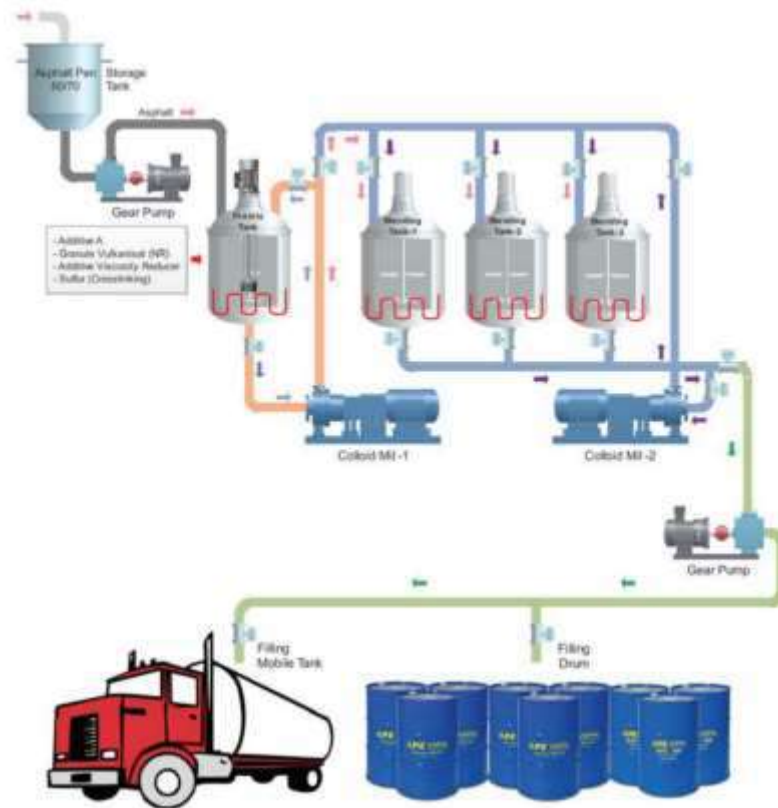 Asphalt Pen
60/70
Storage
Tank
Asphalt
Gear Pump
- Additive A
- Granule Vulkanisat (NR)
- Additive Viscosity Reducer
- Sulfur (Crosslinking)
Tank
Blending
Tank-1
Blending
Tank-2
Blending
Tank-3
Colloid Mill -1
Colloid Mill -2
Gear Pump
Filling
Mobile Tank
Filling
Drum